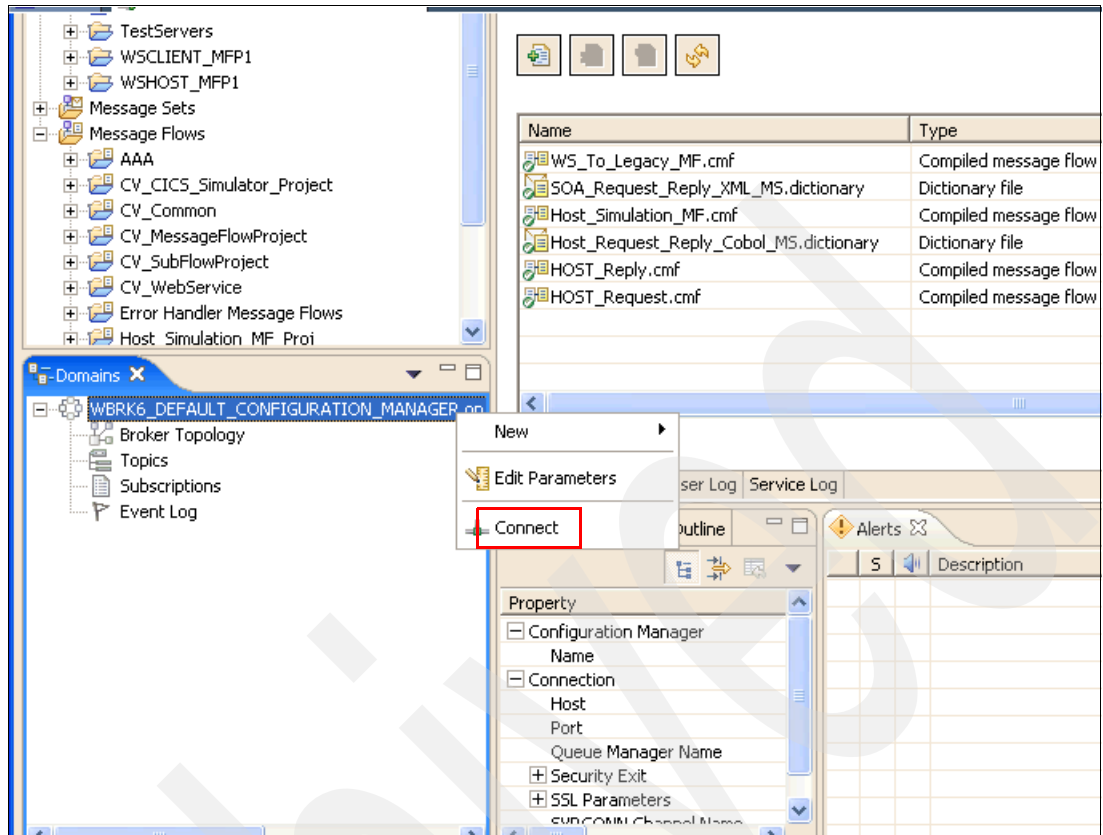 TestServers
WSCLIENT_MFP1
WSHOST_MFP1
Message Sets
Message Flows
AAA
CV_CICS_Simulator_Project
CV_Common
CV_MessageFlowProject
CV_SubFlowProject
CV_WebService
Error Handler Message Flows
Host_Simulation_MF_Proj
Name Type
WS_To_Legacy_MF.cmf Compiled message flow
SOA_Request_Reply_XML_MS.dictionary Dictionary file
Host_Simulation_MF.cmf Compiled message flow
Host_Request_Reply_Cobol_MS.dictionary Dictionary file
HOST_Reply.cmf Compiled message flow
HOST_Request.cmf Compiled message flow
Domains
WBRK6_DEFAULT_CONFIGURATION_MANAGER.
Broker Topology
Topics
Subscriptions
Event Log
New
Edit Parameters
Connect
ser Log Service Log
Outline
Alerts
S Description
Property
Configuration Manager
Name
Connection
Host
Port
Queue Manager Name
Security Exit
SSL Parameters
SVRCONN Channel Name